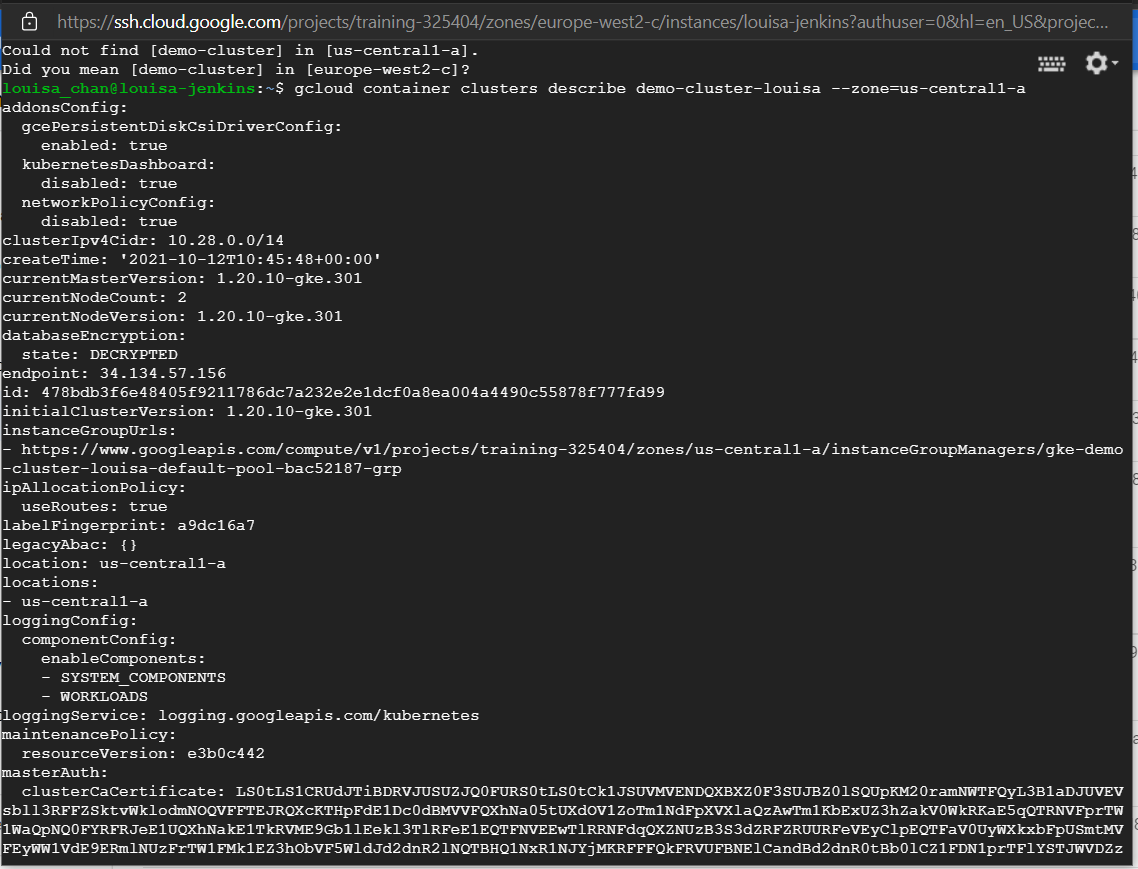 https://ssh.cloud.google.com/projects/training-325404/zones/europe-west2-c/instances/louisa-jenkins?authuser=0&hl=en_US&projec...
Could not find [demo-cluster] in [us-central1-a].
Did you mean [demo-cluster] in [europe-west2-c]?
louisa_chan@louisa-jenkins:~$ gcloud container clusters describe demo-cluster-louisa --zone=us-central1-a
addonsConfig:
  gcePersistentDiskCsiDriverConfig:
    enabled: true
  kubernetesDashboard:
    disabled: true
  networkPolicyConfig:
    disabled: true
clusterIpv4Cidr: 10.28.0.0/14
createTime: '2021-10-12T10:45:48+00:00'
currentMasterVersion: 1.20.10-gke.301
currentNodeCount: 2
currentNodeVersion: 1.20.10-gke.301
databaseEncryption:
  state: DECRYPTED
endpoint: 34.134.57.156
id: 478bdb3f6e48405f9211786dc7a232e2e1dcf0a8ea004a4490c55878f777fd99
initialClusterVersion: 1.20.10-gke.301
instanceGroupUrls:
- https://www.googleapis.com/compute/v1/projects/training-325404/zones/us-central1-a/instanceGroupManagers/gke-demo
-cluster-louisa-default-pool-bac52187-grp
ipAllocationPolicy:
  useRoutes: true
labelFingerprint: a9dc16a7
legacyAbac: {}
location: us-central1-a
locations:
- us-central1-a
loggingConfig:
  componentConfig:
    enableComponents:
    - SYSTEM_COMPONENTS
    - WORKLOADS
loggingService: logging.googleapis.com/kubernetes
maintenancePolicy:
  resourceVersion: e3b0c442
masterAuth:
  clusterCaCertificate: